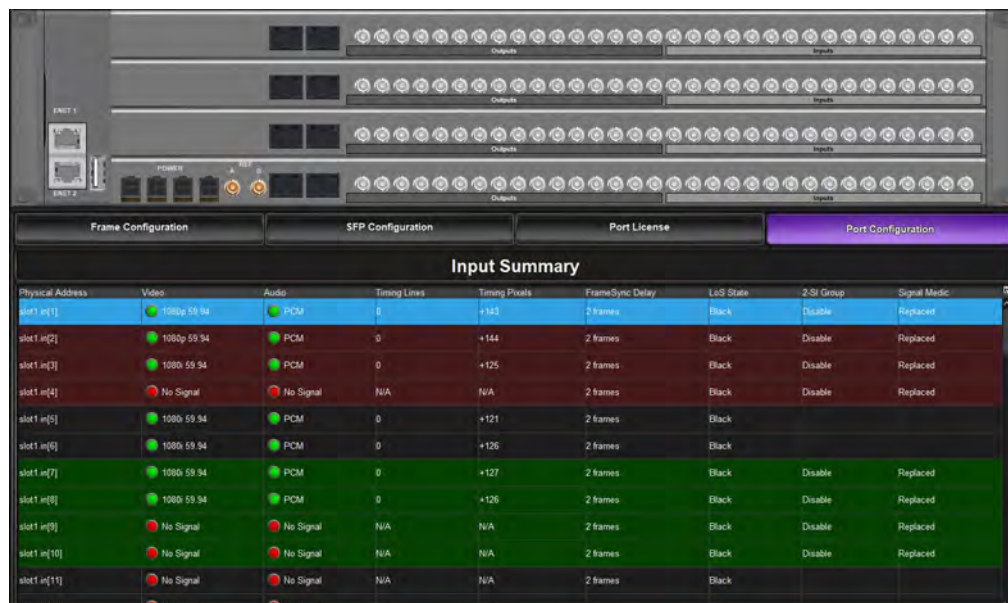 Outputs Inputs
Outputs Inputs
ENET 1
Outputs Inputs
POWER REF
A B
ENET 2
Outputs Inputs
Frame Configuration SFP Configuration Port License Port Configuration
Input Summary
Physical Address Video Audio Timing Lines Timing Pixels FrameSync Delay LoS State 2-SI Group Signal Medic
slot1.in[1] 1080p 59.94 PCM 0 +143 2 frames Black Disable Replaced
slot1.in[2] 1080p 59.94 PCM 0 +144 2 frames Black Disable Replaced
slot1.in[3] 1080i 59.94 PCM 0 +125 2 frames Black Disable Replaced
slot1.in[4] No Signal No Signal N/A N/A 2 frames Black Disable Replaced
slot1.in[5] 1080i 59.94 PCM 0 +121 2 frames Black
slot1.in[6] 1080i 59.94 PCM 0 +126 2 frames Black
slot1.in[7] 1080i 59.94 PCM 0 +127 2 frames Black Disable Replaced
slot1.in[8] 1080i 59.94 PCM 0 +126 2 frames Black Disable Replaced
slot1.in[9] No Signal No Signal N/A N/A 2 frames Black Disable Replaced
slot1.in[10] No Signal No Signal N/A N/A 2 frames Black Disable Replaced
slot1.in[11] No Signal No Signal N/A N/A 2 frames Black